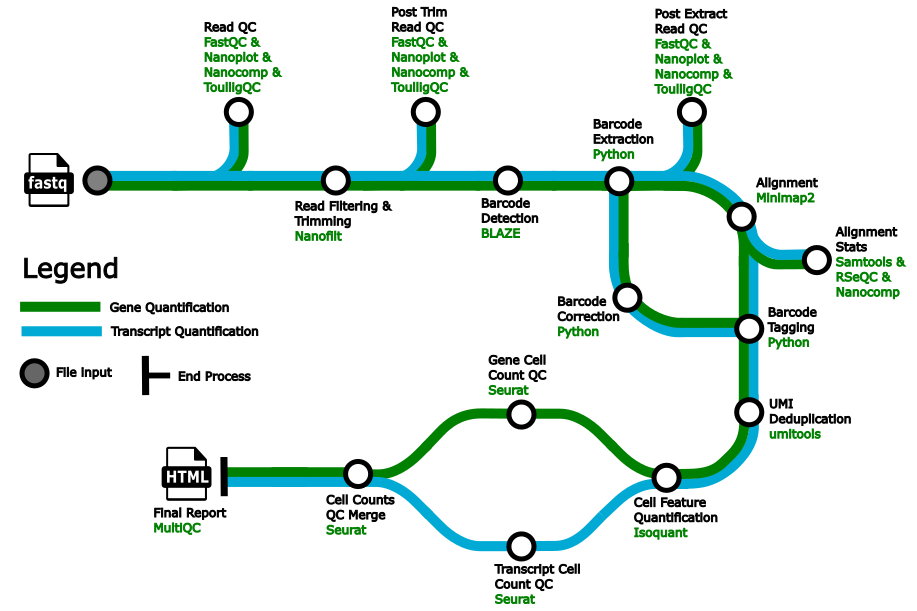 Read QC
FastQC &
Nanoplot &
Nanocomp &
ToulligQC
Post Trim
Read QC
FastQC &
Nanoplot &
Nanocomp &
ToulligQC
Post Extract
Read QC
FastQC &
Nanoplot &
Nanocomp &
ToulligQC
fastq
Read Filtering &
Trimming
Nanofilt
Barcode
Detection
BLAZE
Barcode
Extraction
Python
Alignment
Minimap2
Alignment
Stats
Samtools &
RSeQC &
Nanocomp
Legend
Gene Quantification
Transcript Quantification
File Input
End Process
Barcode
Correction
Python
Barcode
Tagging
Python
UMI
Deduplication
umitools
Gene Cell
Count QC
Seurat
Cell Feature
Quantification
Isoquant
Transcript Cell
Count QC
Seurat
Cell Counts
QC Merge
Seurat
HTML
Final Report
MultiQC